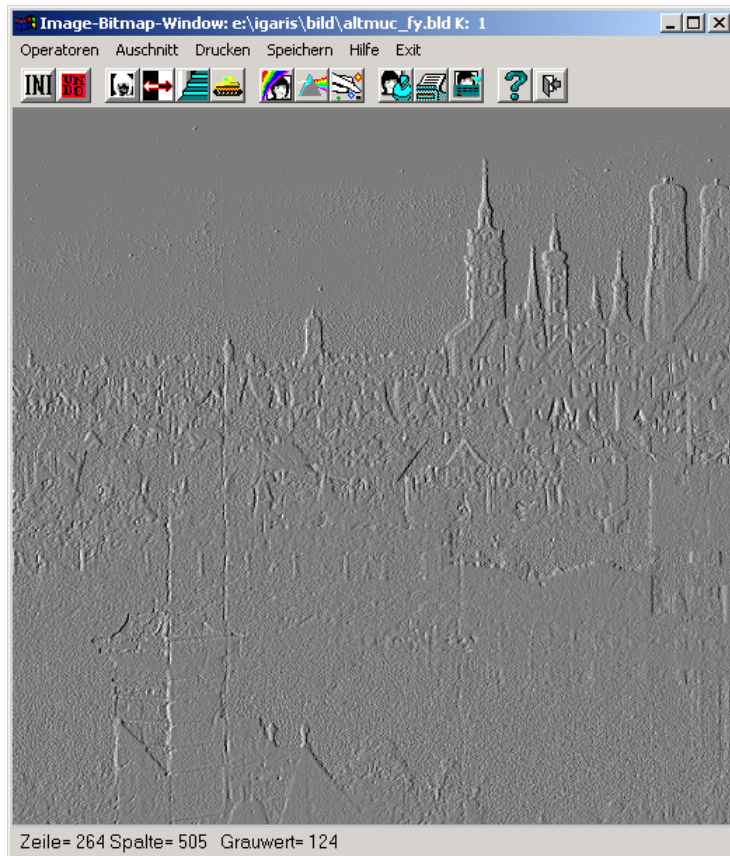 Image-Bitmap-Window: e:\igaris\bild\altmuc_fy.bld K: 1
Operatoren Auschnitt Drucken Speichern Hilfe Exit
INI UNDO
Zeile= 264 Spalte= 505 Grauwert= 124